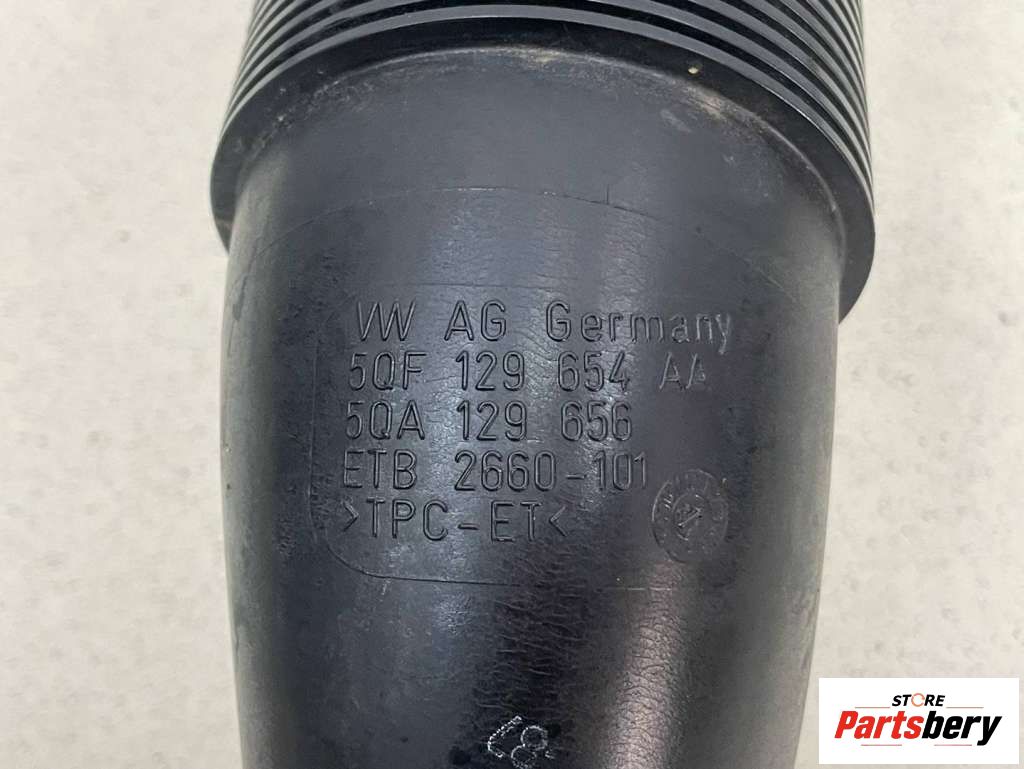 VW AG Germany
5QF 129 654 AA
5QA 129 656
ETB 2660-101
>TPC-ET<
STORE
Partsbery